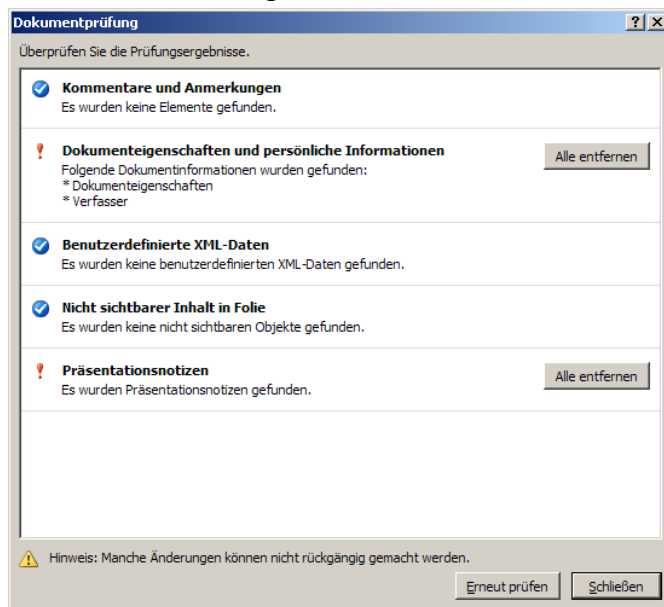 Dokumentprüfung
Überprüfen Sie die Prüfungsergebnisse.
Kommentare und Anmerkungen
Es wurden keine Elemente gefunden.
Dokumenteigenschaften und persönliche Informationen
Alle entfernen
Folgende Dokumentinformationen wurden gefunden:
* Dokumenteigenschaften
* Verfasser
Benutzerdefinierte XML-Daten
Es wurden keine benutzerdefinierten XML-Daten gefunden.
Nicht sichtbarer Inhalt in Folie
Es wurden keine nicht sichtbaren Objekte gefunden.
Präsentationsnotizen
Alle entfernen
Es wurden Präsentationsnotizen gefunden.
Hinweis: Manche Änderungen können nicht rückgängig gemacht werden.
Erneut prüfen
Schließen